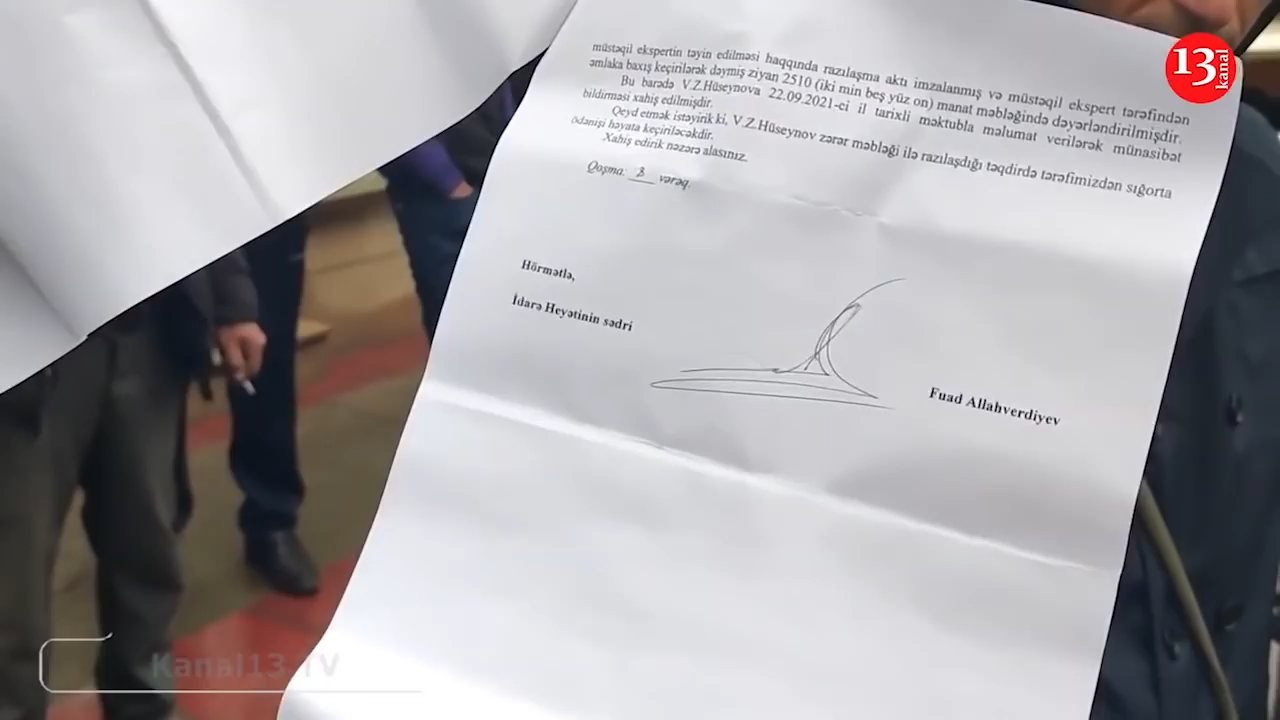 müstəqil ekspertin təyin edilməsi haqqında razılaşma aktı imzalanmış və müstəqil ekspert tərəfindən
əmlaka baxış keçirilərək dəymiş ziyan 2510 (iki min beş yüz on) manat məbləğində dəyərləndirilmişdir.
Bu barədə V.Z.Hüseynova 22.09.2021-ci il tarixli məktubla məlumat verilərək münasibət
bildirməsi xahiş edilmişdir.
Qeyd etmək istəyirik ki, V.Z.Hüseynov zərər məbləği ilə razılaşdığı təqdirdə tərəfimizdən sığorta
ödənişi həyata keçiriləcəkdir.
Xahiş edirik nəzərə alasınız.
Qoşma: 3 vərəq.
Hörmətlə,
İdarə Heyətinin sədri
Fuad Allahverdiyev
13 kanal
Kanal13.TV